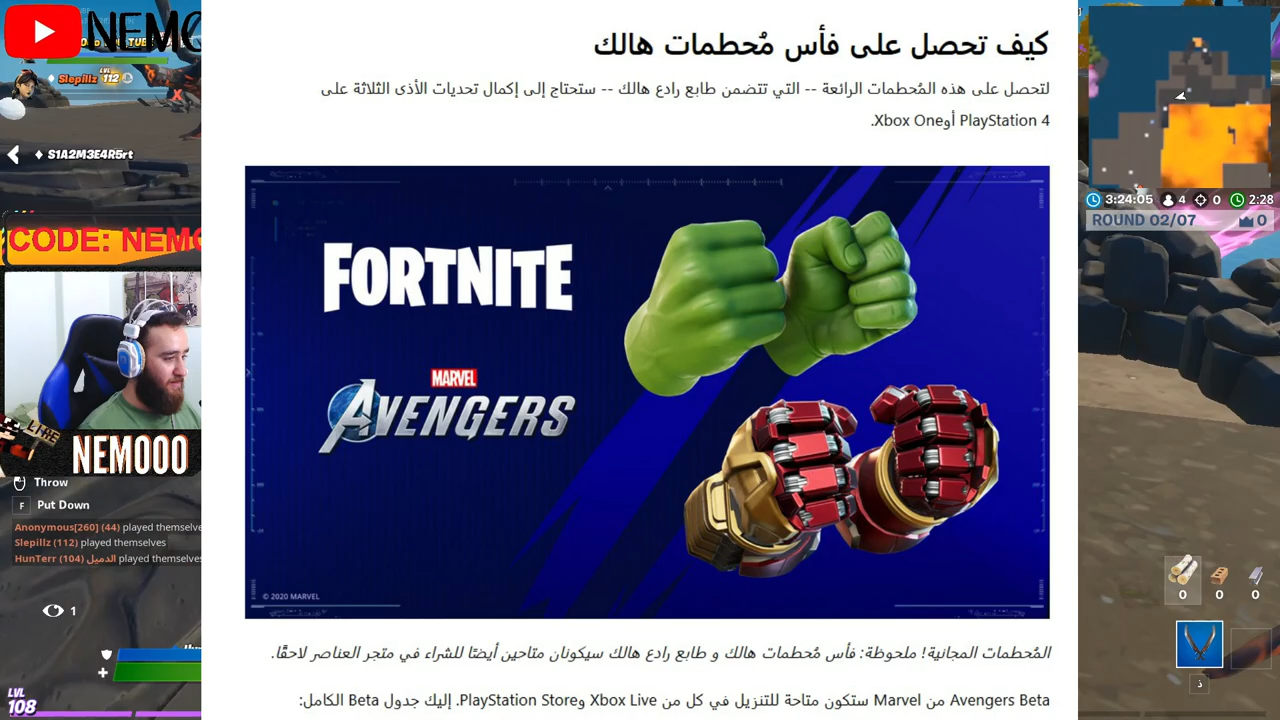 NEMO
Slepillz LVL 112
S1A2M3E4R5rt
CODE: NEMO
LIKE
NEMOOO
Throw
F Put Down
Anonymous[260] (44) played themselve
Slepillz (112) played themselves
HunTerr (104) الدميل played themselves
1
LVL
108
كيف تحصل على فأس مُحطمات هالك
لتحصل على هذه المُحطمات الرائعة -- التي تتضمن طابع رادع هالك -- ستحتاج إلى إكمال تحديات الأذى الثلاثة على
PlayStation 4 أوXbox One.
FORTNITE
MARVEL
AVENGERS
© 2020 MARVEL
المُحطمات المجانية! ملحوظة: فأس مُحطمات هالك و طابع رادع هالك سيكونان متاحين أيضًا للشراء في متجر العناصر لاحقًا.
Avengers Beta من Marvel ستكون متاحة للتنزيل في كل من Xbox Live وPlayStation Store. إليك جدول Beta الكامل:
3:24:05 4 0 2:28
ROUND 02/07 0
0 0 0
ذ